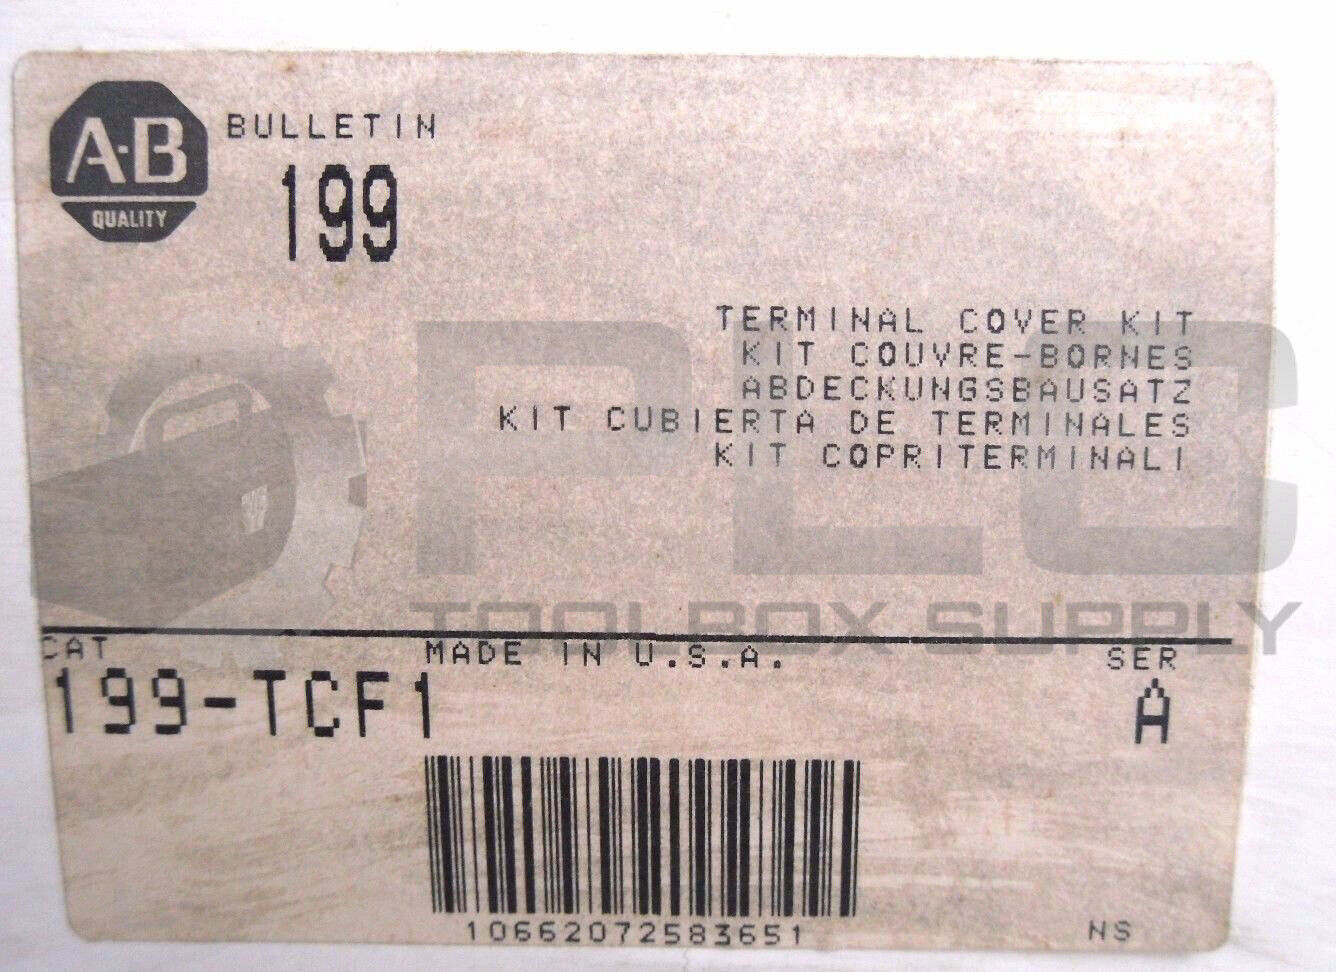 A-B
QUALITY
BULLETIN
199
TERMINAL COVER KIT
KIT COUVRE-BORNES
ABDECKUNGSBAUSATZ
KIT CUBIERTA DE TERMINALES
KIT COPRITERMINALI
PLC
TOOLBOX SUPPLY
CAT
MADE IN U.S.A.
SER
199-TCF1
A
10662072583651
NS